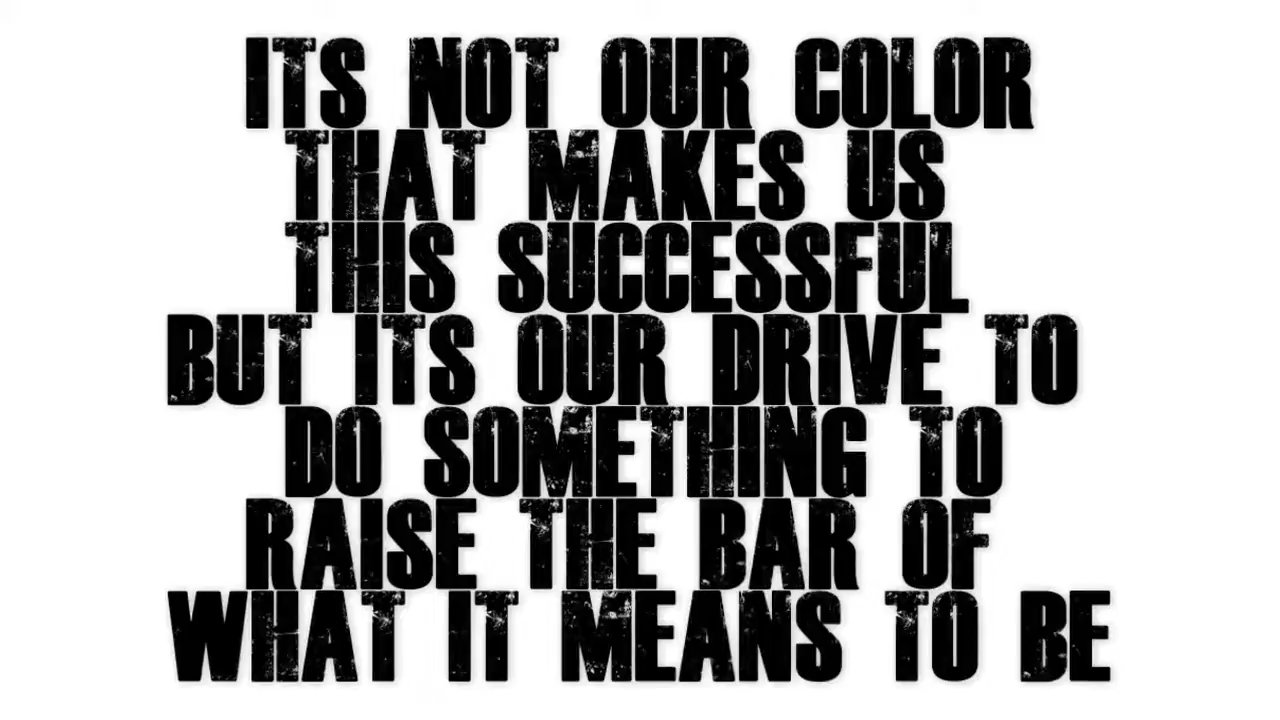 ITS NOT OUR COLOR
THAT MAKES US
THIS SUCCESSFUL
BUT ITS OUR DRIVE TO
DO SOMETHING TO
RAISE THE BAR OF
WHAT IT MEANS TO BE